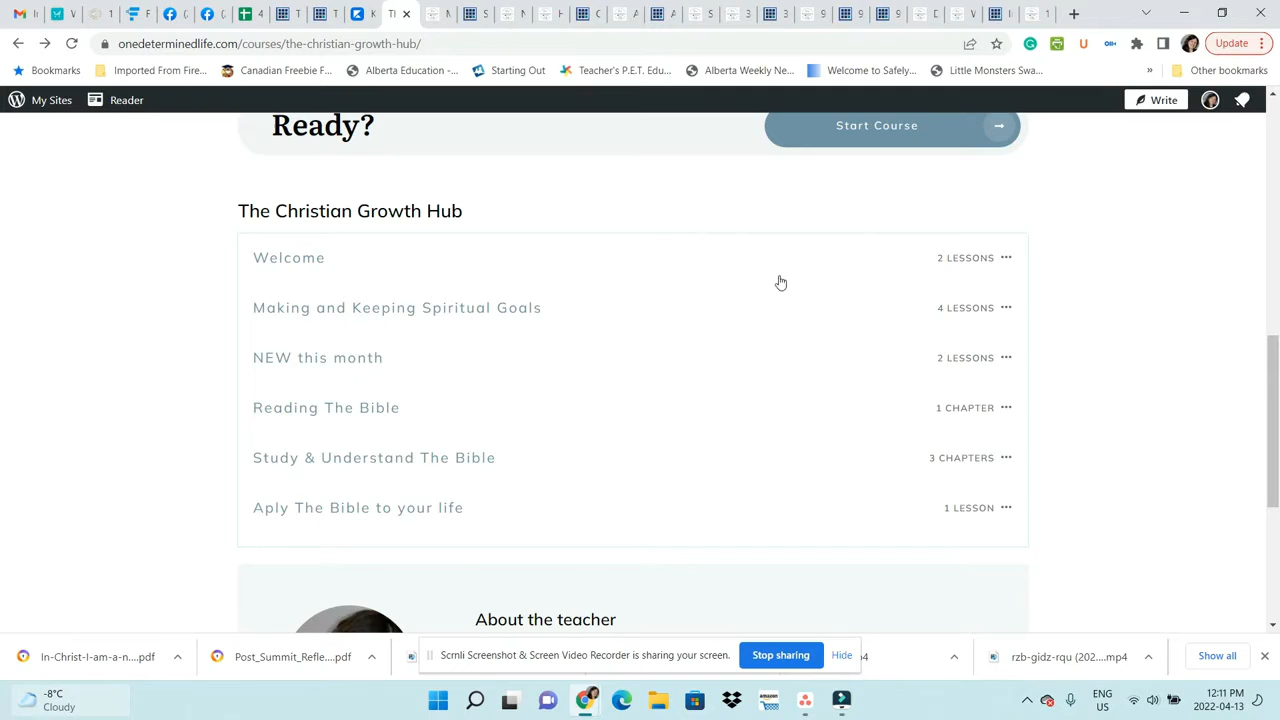 4
onedeterminedlife.com/courses/the-christian-growth-hub/
Update
Bookmarks
Imported From Fire...
Canadian Freebie F...
Alberta Education -...
Starting Out
Teacher's P.E.T. Edu...
Alberta Weekly Ne...
Welcome to Safely...
Little Monsters Swa...
»
Other bookmarks
My Sites
Reader
Write
Ready?
Start Course
The Christian Growth Hub
Welcome
2 LESSONS
Making and Keeping Spiritual Goals
4 LESSONS
NEW this month
2 LESSONS
Reading The Bible
1 CHAPTER
Study & Understand The Bible
3 CHAPTERS
Aply The Bible to your life
1 LESSON
About the teacher
In-Christ-I-am-a-n....pdf
Post_Summit_Refle....pdf
Scmli Screenshot & Screen Video Recorder is sharing your screen.
Stop sharing
Hide
rzb-gidz-rqu (202....mp4
Show all
-8°C
Cloudy
ENG
US
12:11 PM
2022-04-13